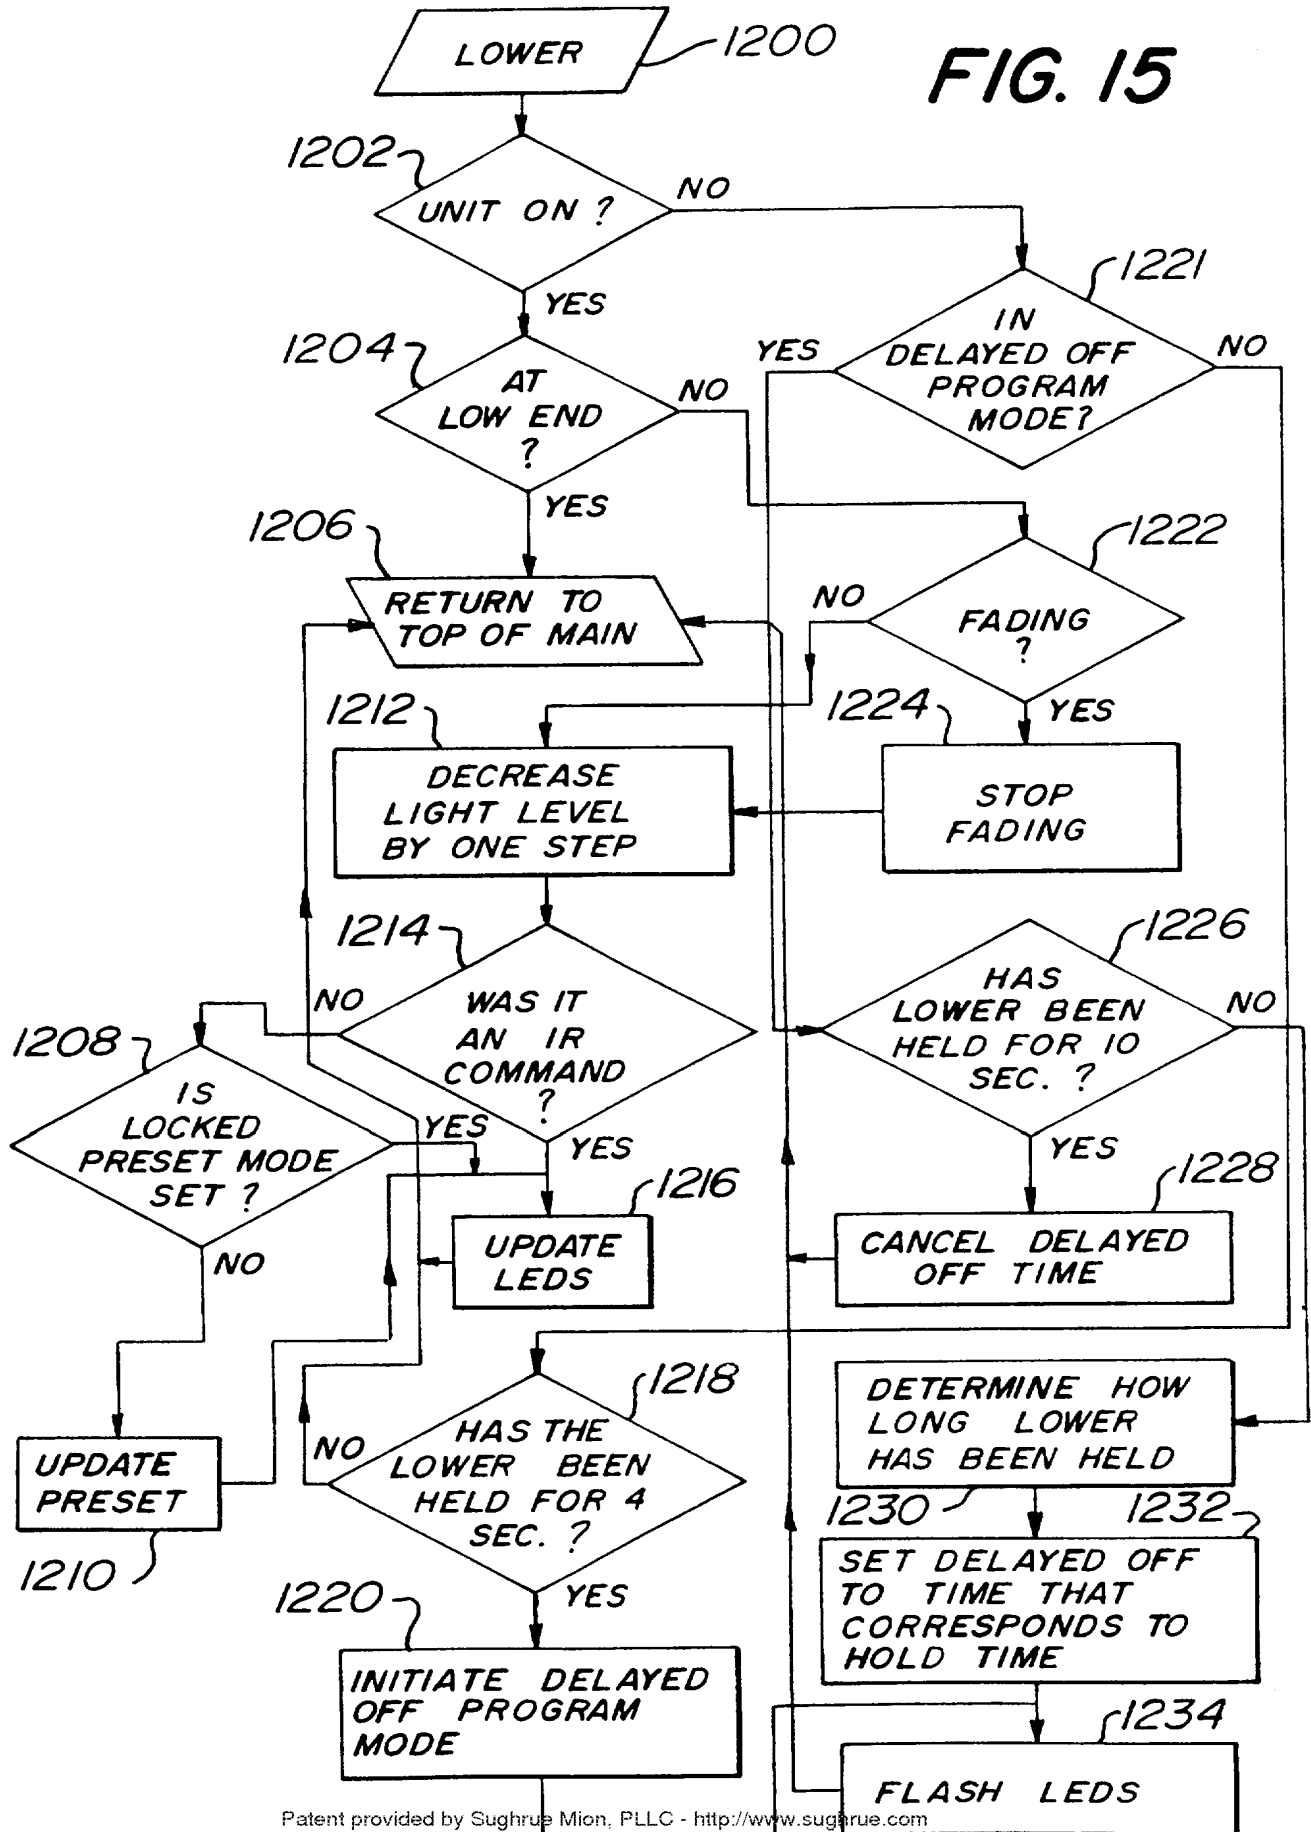 LOWER
1200
FIG. 15
1202
UNIT ON ?
NO
YES
1221
IN
DELAYED OFF
PROGRAM
MODE?
YES
NO
1204
AT
LOW END
?
NO
YES
1206
RETURN TO
TOP OF MAIN
1222
FADING
?
NO
YES
1212
DECREASE
LIGHT LEVEL
BY ONE STEP
1224
STOP
FADING
1214
WAS IT
AN IR
COMMAND
?
NO
YES
1226
HAS
LOWER BEEN
HELD FOR 10
SEC. ?
NO
YES
1208
IS
LOCKED
PRESET MODE
SET ?
YES
NO
1216
UPDATE
LEDS
1228
CANCEL DELAYED
OFF TIME
1218
HAS THE
LOWER BEEN
HELD FOR 4
SEC. ?
NO
YES
DETERMINE HOW
LONG LOWER
HAS BEEN HELD
1230
UPDATE
PRESET
1210
1232
SET DELAYED OFF
TO TIME THAT
CORRESPONDS TO
HOLD TIME
1220
INITIATE DELAYED
OFF PROGRAM
MODE
1234
FLASH LEDS
Patent provided by Sughrue Mion, PLLC - http://www.sughrue.com